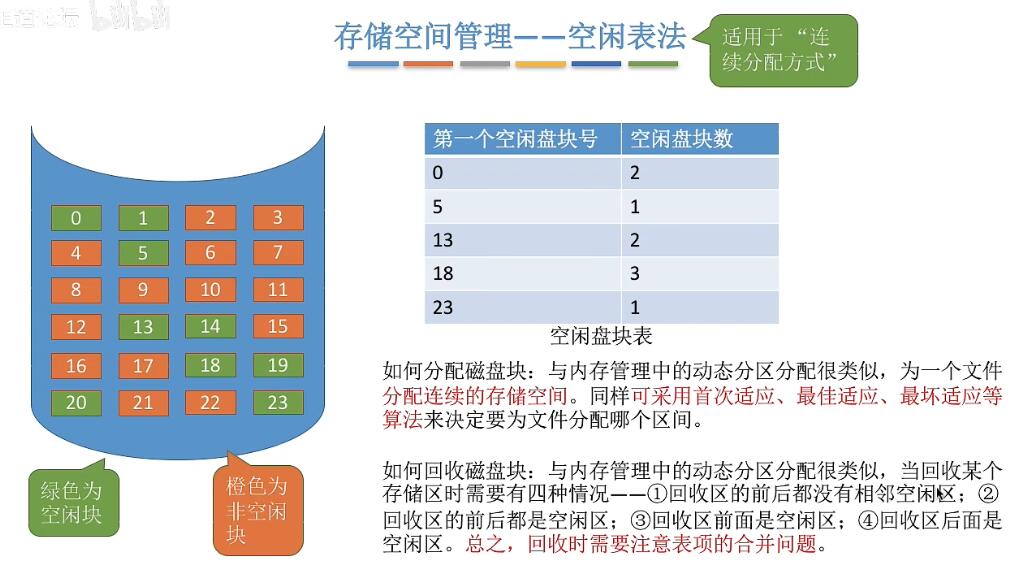 bilibili
存储空间管理——空闲表法
适用于 “连
续分配方式”
第一个空闲盘块号 空闲盘块数
0 2
5 1
13 2
18 3
23 1
空闲盘块表
0 1 2 3
4 5 6 7
8 9 10 11
12 13 14 15
16 17 18 19
20 21 22 23
绿色为
空闲块
橙色为
非空闲
块
如何分配磁盘块：与内存管理中的动态分区分配很类似，为一个文件
分配连续的存储空间。同样可采用首次适应、最佳适应、最坏适应等
算法来决定要为文件分配哪个区间。
如何回收磁盘块：与内存管理中的动态分区分配很类似，当回收某个
存储区时需要有四种情况——①回收区的前后都没有相邻空闲区；②
回收区的前后都是空闲区；③回收区前面是空闲区；④回收区后面是
空闲区。总之，回收时需要注意表项的合并问题。